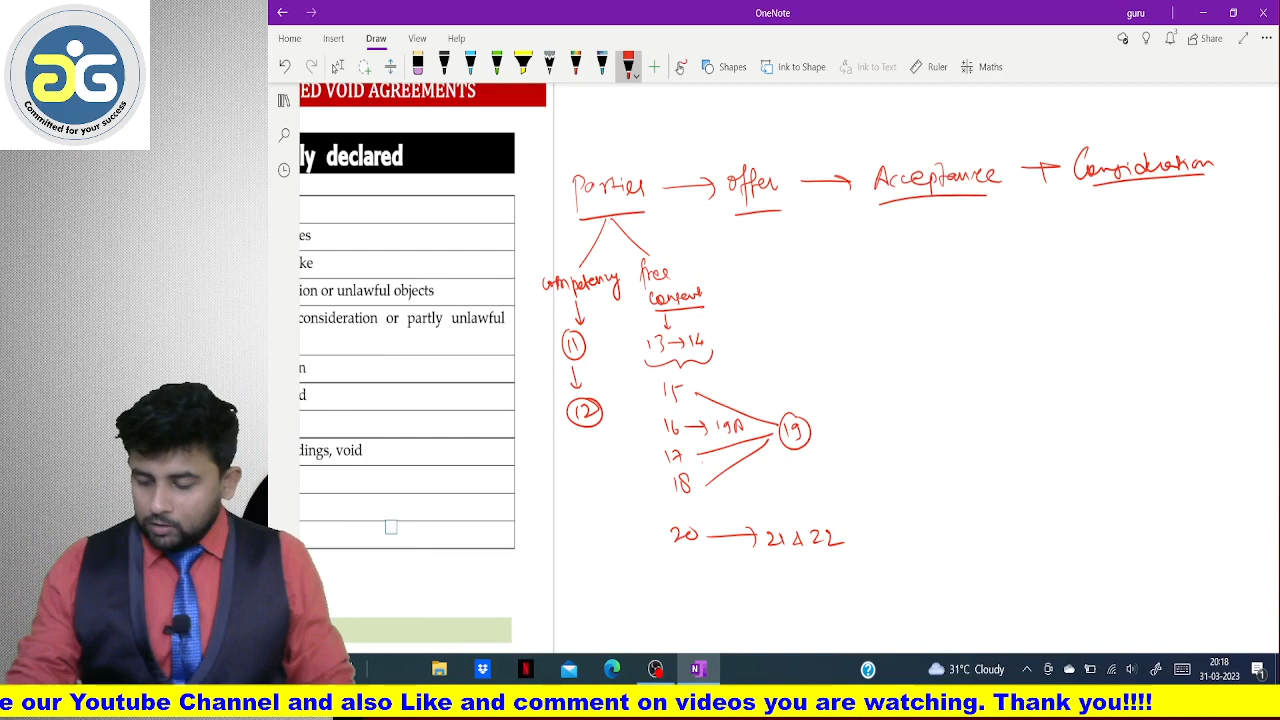 Committed for your success
OneNote
guru
Home
Insert
Draw
View
Help
Share
Shapes
Ink to Shape
Ink to Text
Ruler
Maths
ED VOID AGREEMENTS
ly declared
es
ke
ion or unlawful objects
consideration or partly unlawful
n
d
dings, void
Parties → Offer → Acceptance → Consideration
competency
free
consent
11
13 → 14
12
15
16 → 19A
19
17
18
20 → 21 & 22
31°C Cloudy
20:18
31-03-2023
e our Youtube Channel and also Like and comment on videos you are watching. Thank you!!!!